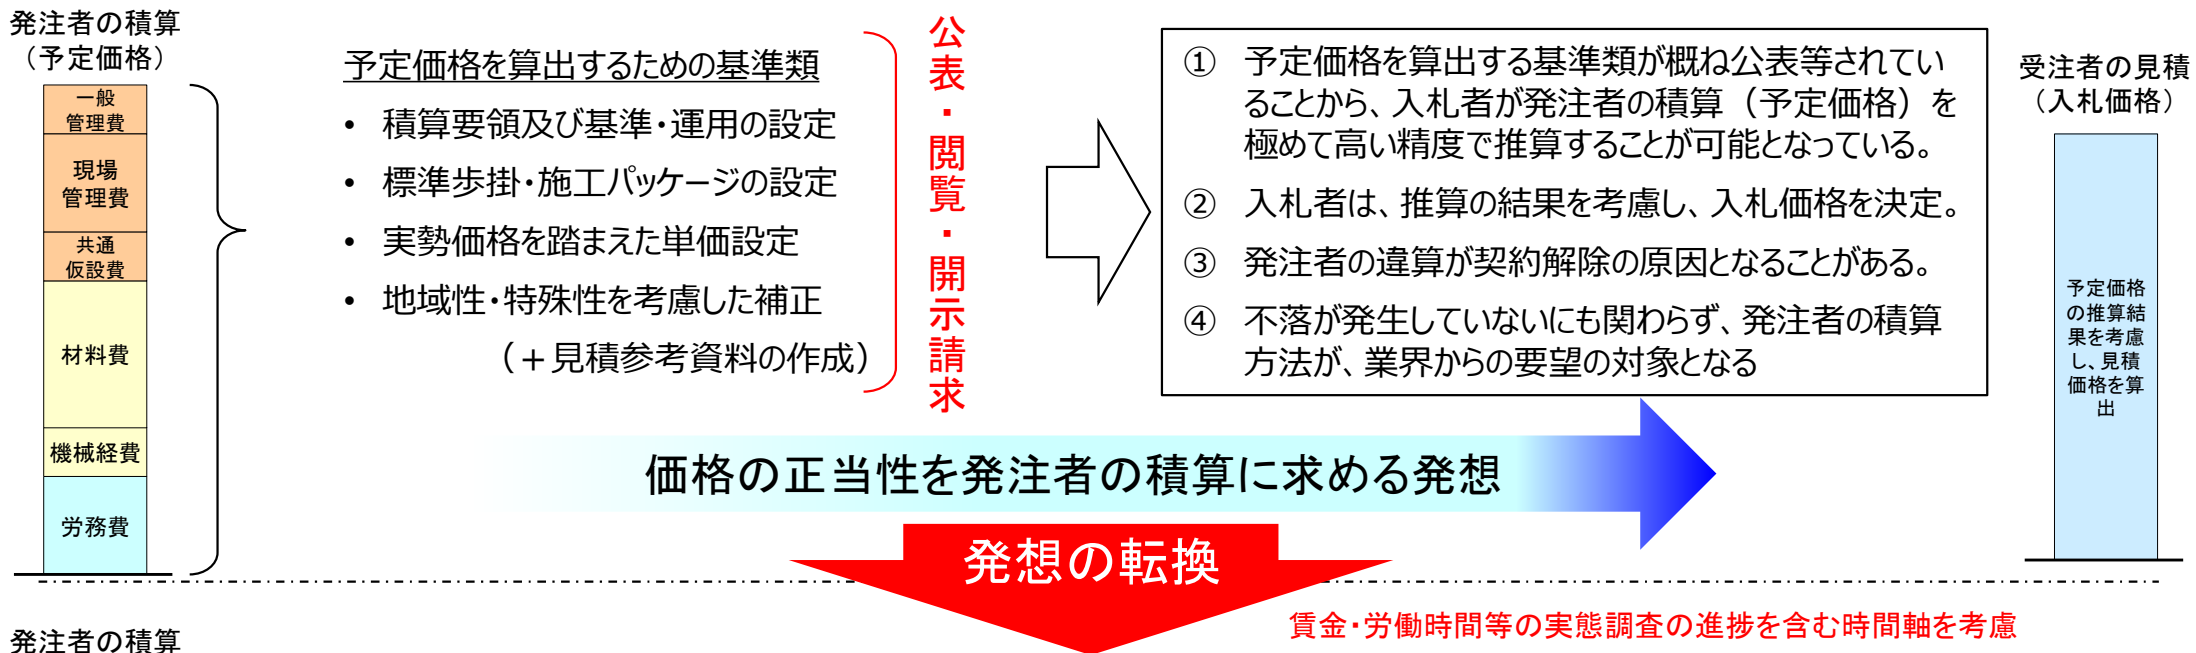 発注者の積算
（予定価格）
一般
管理費
現場
管理費
共通
仮設費
材料費
機械経費
労務費
予定価格を算出するための基準類
• 積算要領及び基準・運用の設定
• 標準歩掛・施工パッケージの設定
• 実勢価格を踏まえた単価設定
• 地域性・特殊性を考慮した補正
（＋見積参考資料の作成）
公表・閲覧・開示請求
① 予定価格を算出する基準類が概ね公表等されてい
ることから、入札者が発注者の積算（予定価格）を
極めて高い精度で推算することが可能となっている。
② 入札者は、推算の結果を考慮し、入札価格を決定。
③ 発注者の違算が契約解除の原因となることがある。
④ 不落が発生していないにも関わらず、発注者の積算
方法が、業界からの要望の対象となる
受注者の見積
（入札価格）
予定価格
の推算結
果を考慮
し、見積
価格を算
出
価格の正当性を発注者の積算に求める発想
発想の転換
賃金・労働時間等の実態調査の進捗を含む時間軸を考慮
発注者の積算